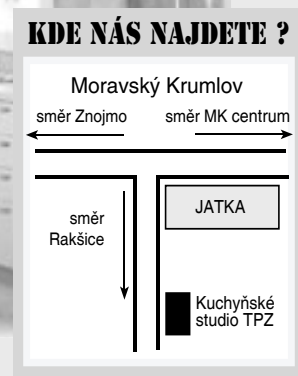 KDE NÁS NAJDETE ?
Moravský Krumlov
směr Znojmo směr MK centrum
JATKA
směr
Rakšice
Kuchyňské
studio TPZ